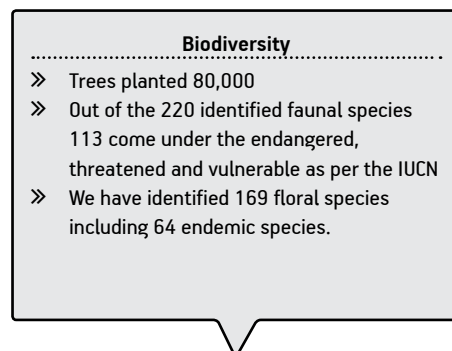 Biodiversity
» Trees planted 80,000
» Out of the 220 identified faunal species
113 come under the endangered,
threatened and vulnerable as per the IUCN
» We have identified 169 floral species
including 64 endemic species.